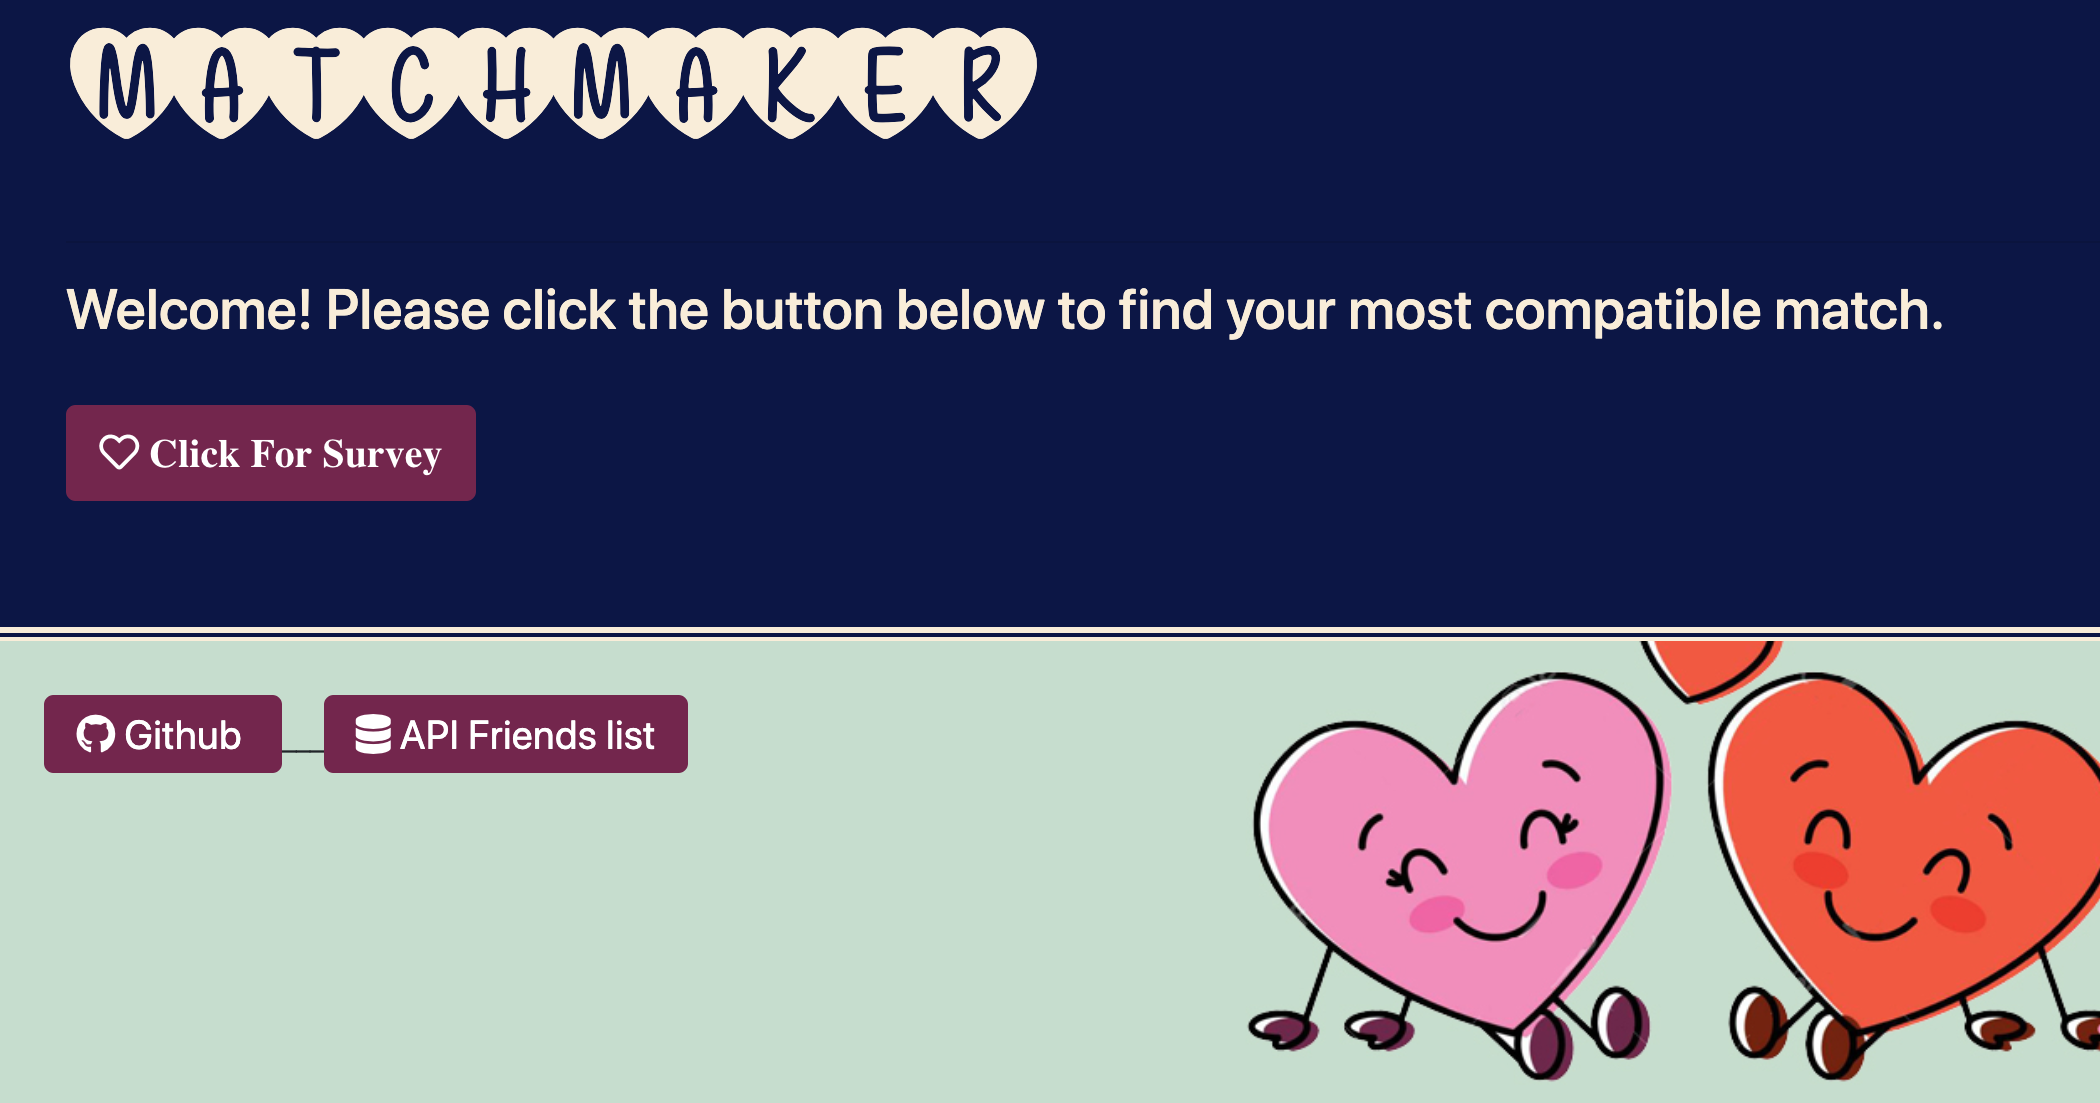 MATCHMAKER
Welcome! Please click the button below to find your most compatible match.
Click For Survey
Github
API Friends list